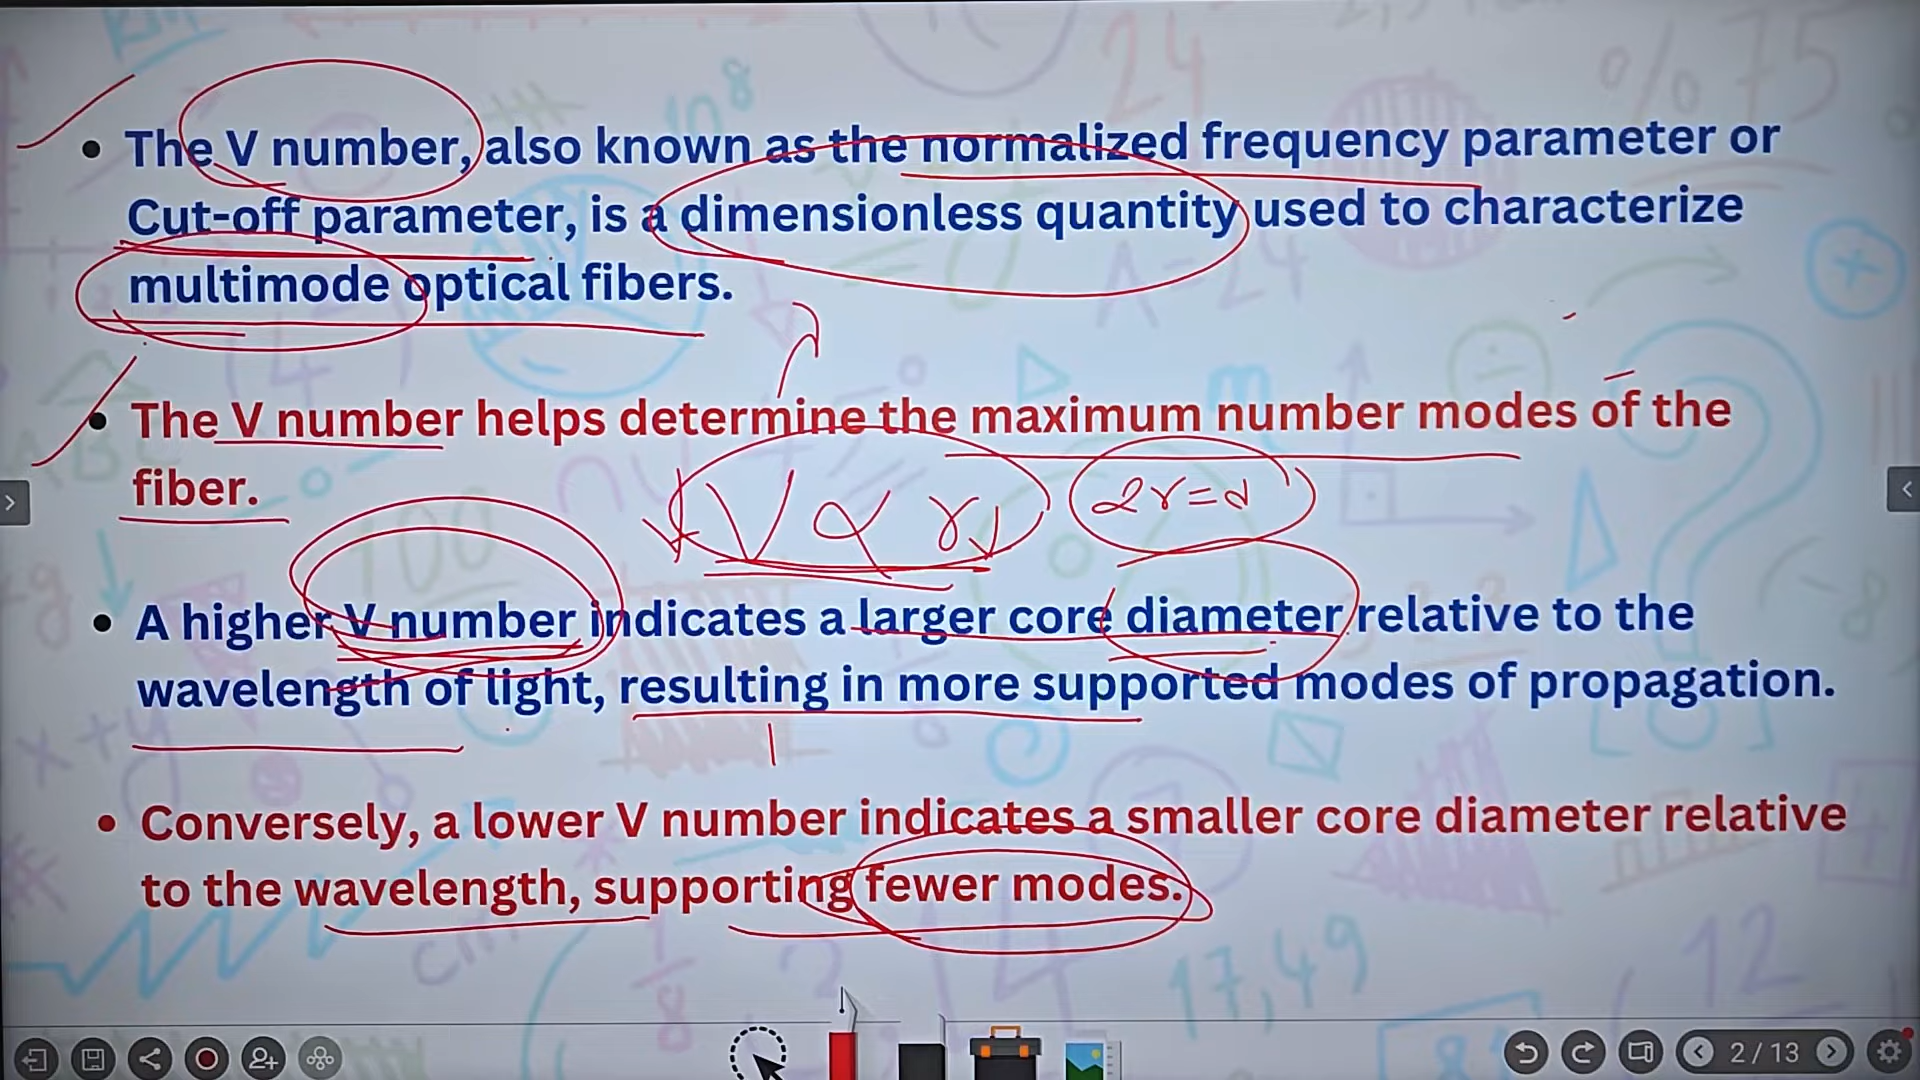 • The V number, also known as the normalized frequency parameter or
Cut-off parameter, is a dimensionless quantity used to characterize
multimode optical fibers.
• The V number helps determine the maximum number modes of the
fiber.
V ∝ r
2r=d
• A higher V number indicates a larger core diameter relative to the
wavelength of light, resulting in more supported modes of propagation.
• Conversely, a lower V number indicates a smaller core diameter relative
to the wavelength, supporting fewer modes.
2 / 13